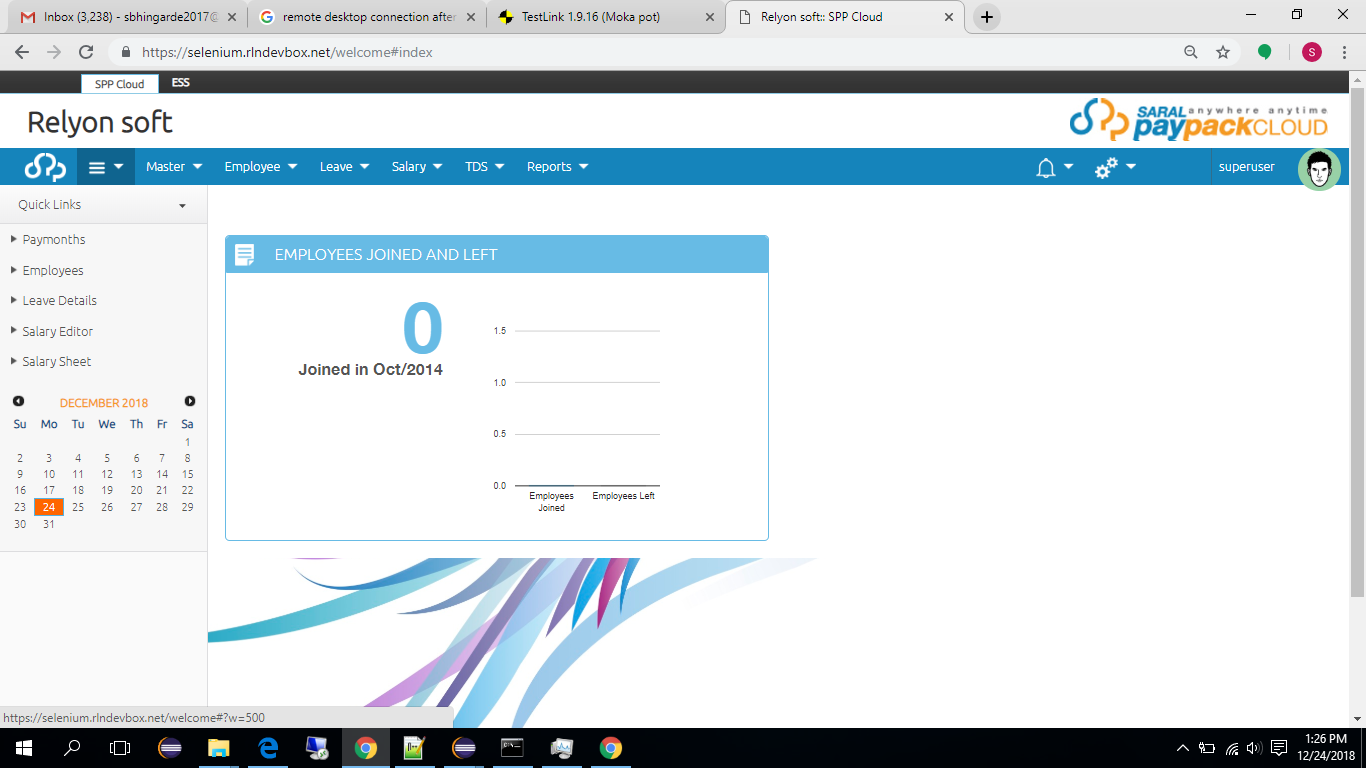 Inbox (3,238) - sbhingarde2017@
remote desktop connection after
TestLink 1.9.16 (Moka pot)
Relyon soft:: SPP Cloud
https://selenium.rlndevbox.net/welcome#index
S
SPP Cloud
ESS
Relyon soft
SARAL anywhere anytime
paypackCLOUD
Master
Employee
Leave
Salary
TDS
Reports
superuser
Quick Links
Paymonths
Employees
Leave Details
Salary Editor
Salary Sheet
DECEMBER 2018
Su Mo Tu We Th Fr Sa
1
2 3 4 5 6 7 8
9 10 11 12 13 14 15
16 17 18 19 20 21 22
23 24 25 26 27 28 29
30 31
EMPLOYEES JOINED AND LEFT
0
Joined in Oct/2014
1.5
1.0
0.5
0.0
Employees
Joined
Employees Left
https://selenium.rlndevbox.net/welcome#?w=500
1:26 PM
12/24/2018